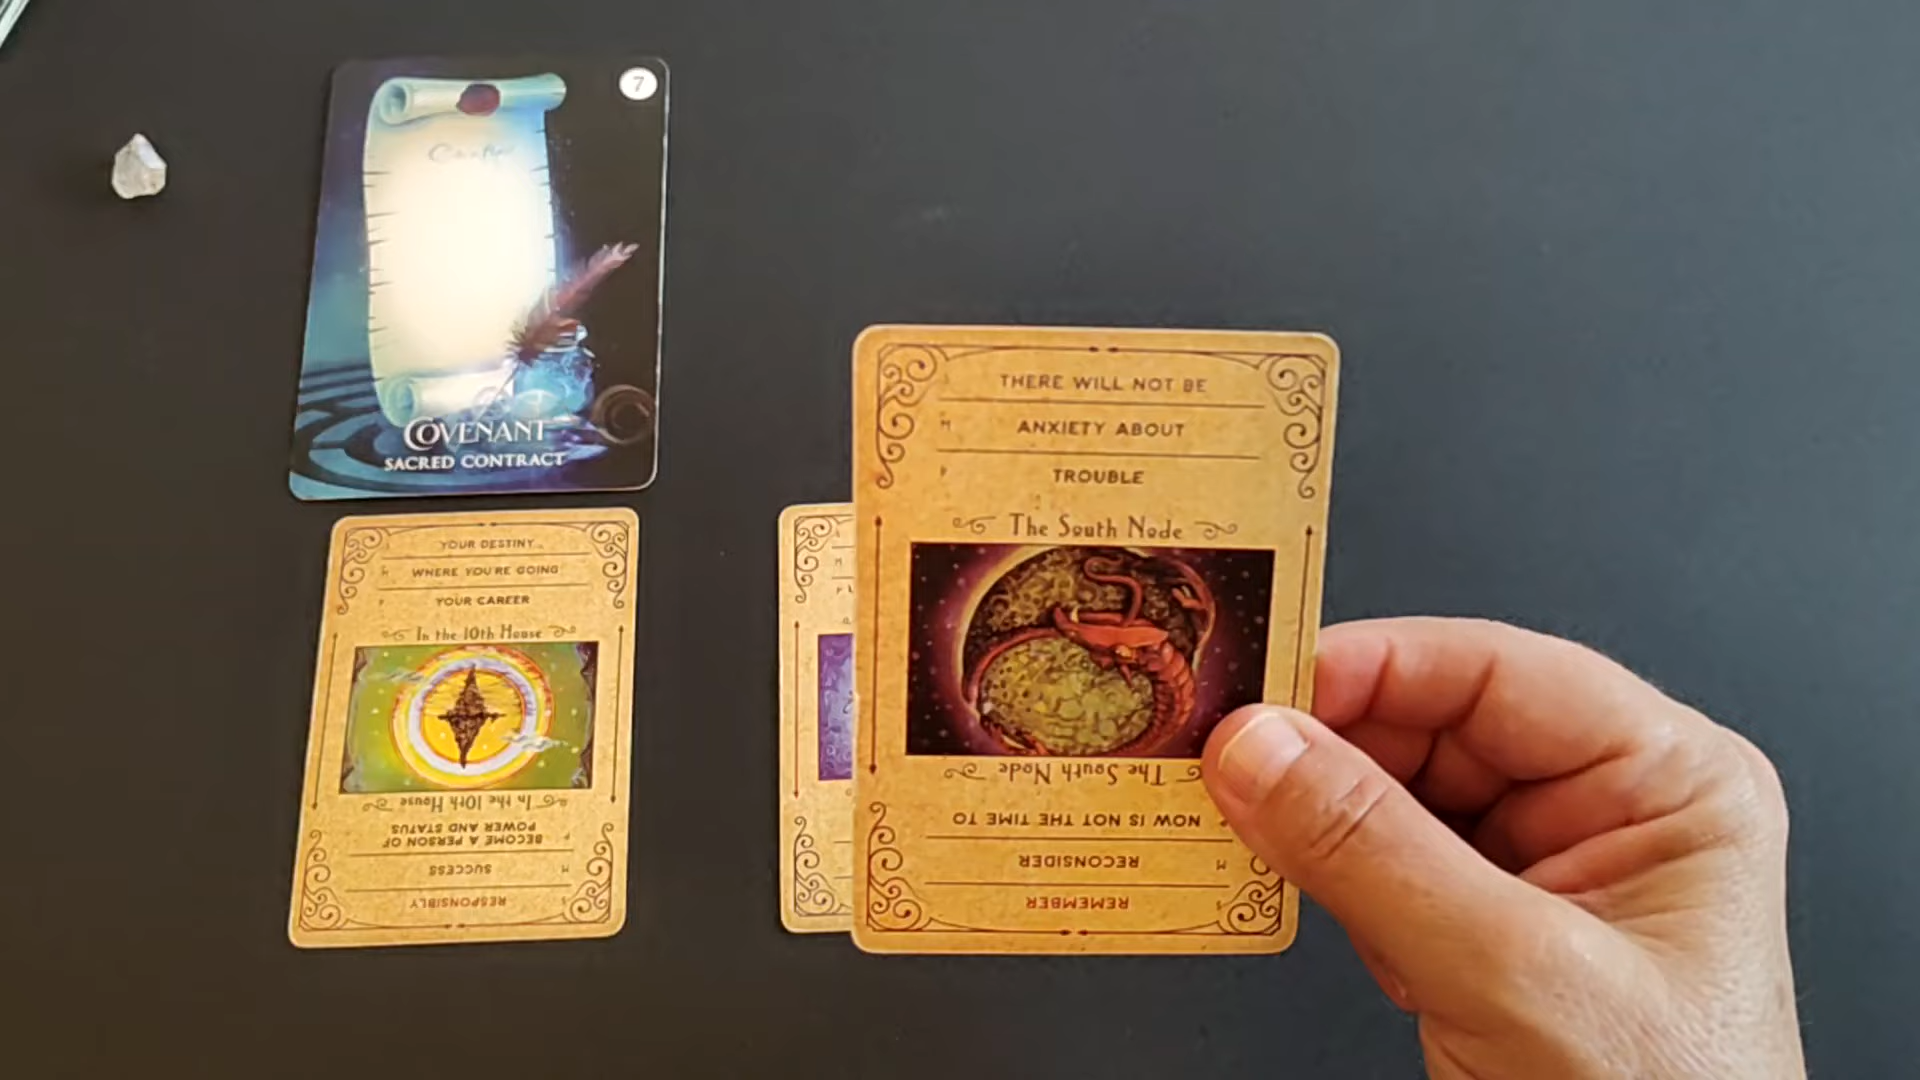 7
COVENANT
SACRED CONTRACT
YOUR DESTINY
M WHERE YOU'RE GOING
P YOUR CAREER
In the 10th House
In the 10th House
P BECOME A PERSON OF
POWER AND STATUS
M SUCCESS
S RESPONSIBLY
S THERE WILL NOT BE
M ANXIETY ABOUT
P TROUBLE
The South Node
The South Node
NOW IS NOT THE TIME TO
M RECONSIDER
S REMEMBER